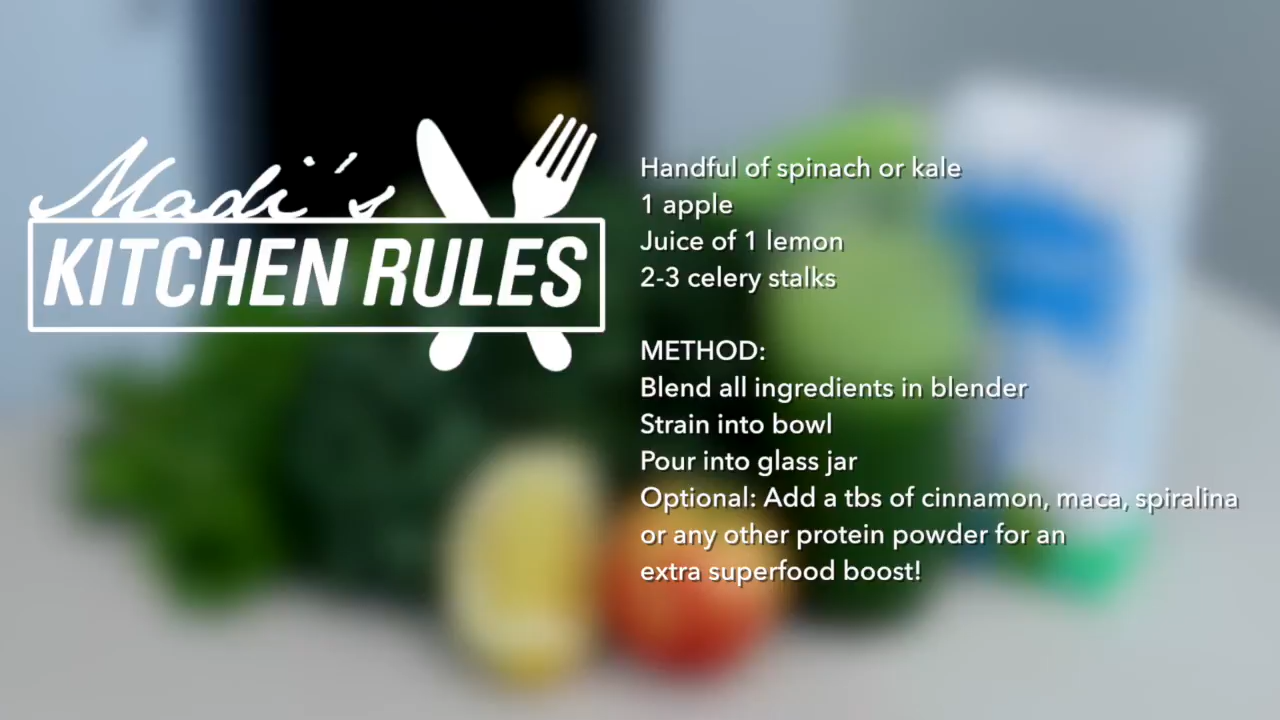 Madi's
KITCHEN RULES
Handful of spinach or kale
1 apple
Juice of 1 lemon
2-3 celery stalks
METHOD:
Blend all ingredients in blender
Strain into bowl
Pour into glass jar
Optional: Add a tbs of cinnamon, maca, spiralina
or any other protein powder for an
extra superfood boost!